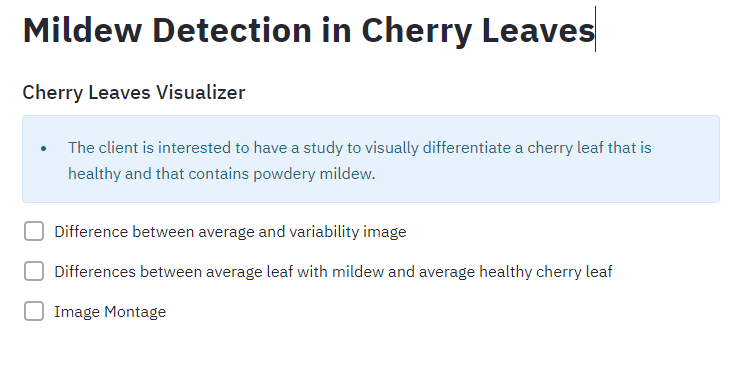 Mildew Detection in Cherry Leaves
Cherry Leaves Visualizer
• The client is interested to have a study to visually differentiate a cherry leaf that is
healthy and that contains powdery mildew.
Difference between average and variability image
Differences between average leaf with mildew and average healthy cherry leaf
Image Montage